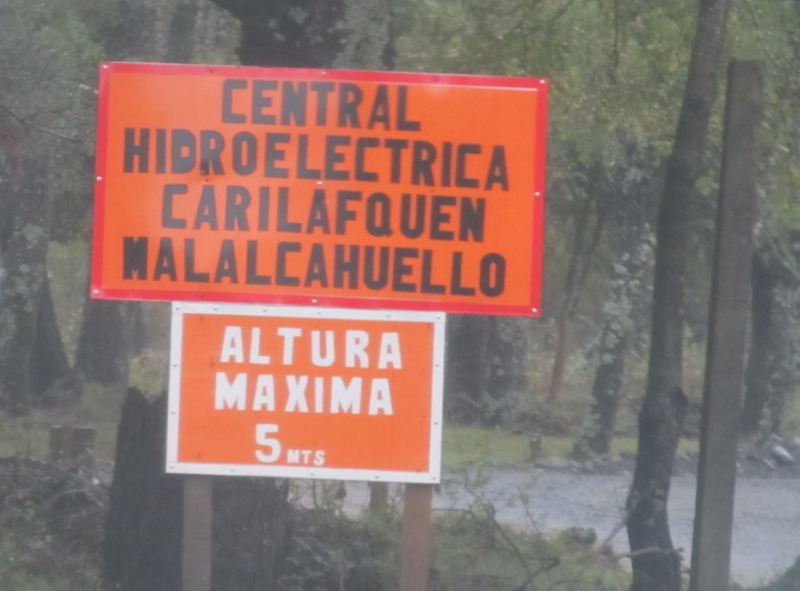 CENTRAL
HIDROELECTRICA
CARILAFQUEN
MALALCAHUELLO
ALTURA
MAXIMA
5 MTS